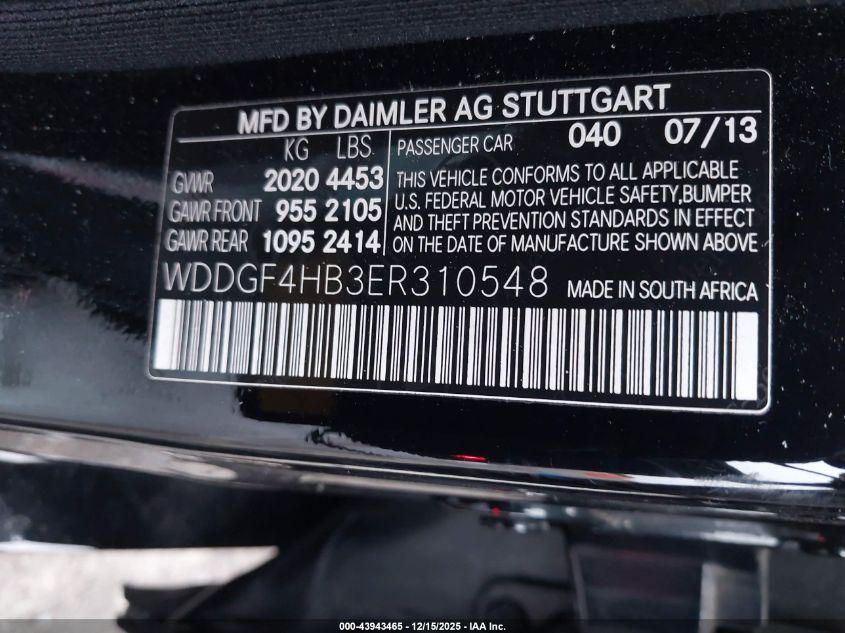 MFD BY DAIMLER AG STUTTGART
KG LBS PASSENGER CAR 040 07/13
GVWR 2020 4453 THIS VEHICLE CONFORMS TO ALL APPLICABLE
U.S. FEDERAL MOTOR VEHICLE SAFETY,BUMPER
GAWR FRONT 955 2105 AND THEFT PREVENTION STANDARDS IN EFFECT
GAWR REAR 1095 2414 ON THE DATE OF MANUFACTURE SHOWN ABOVE
WDDGF4HB3ER310548 MADE IN SOUTH AFRICA
000-43943465 - 12/15/2025 - IAA Inc.